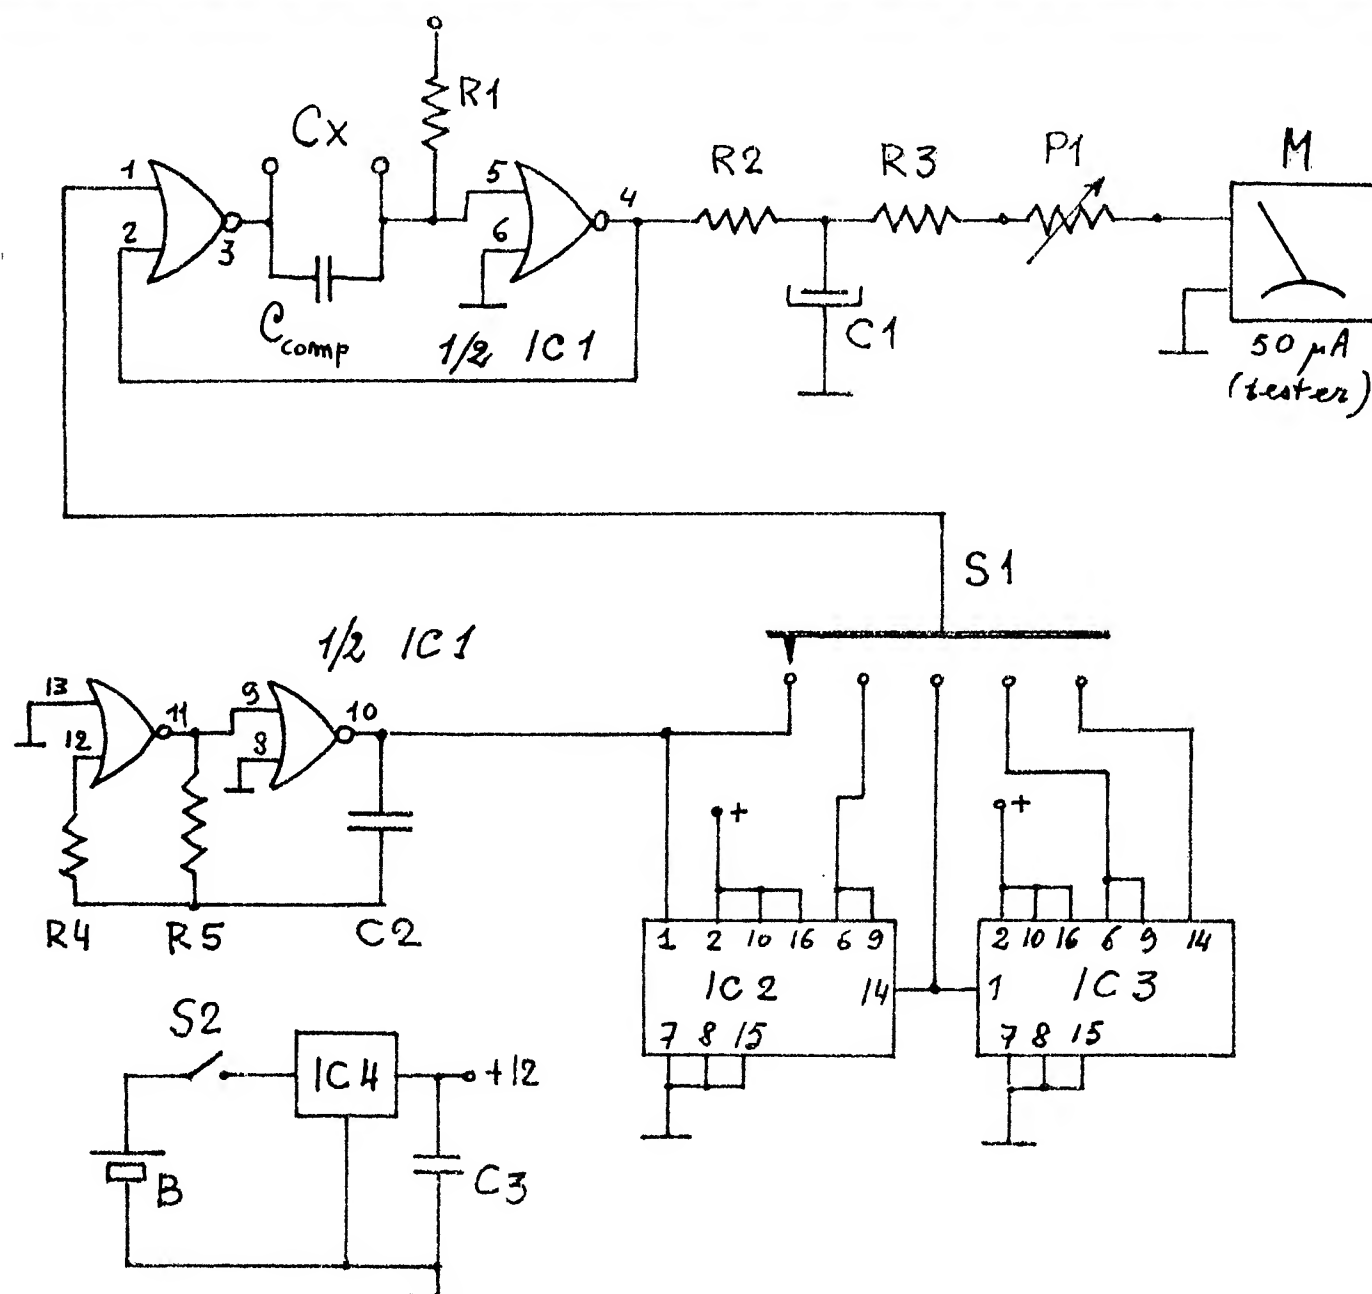 R1
Cx
1
2
3
Ccomp
5
6
4
1/2 IC1
R2
R3
P1
M
C1
50 µA
(tester)
S1
1/2 IC1
13
12
11
9
8
10
R4
R5
C2
+
+
1 2 10 16 6 9
IC2
14
7 8 15
2 10 16 6 9 14
1
IC3
7 8 15
S2
IC4
+12
B
C3